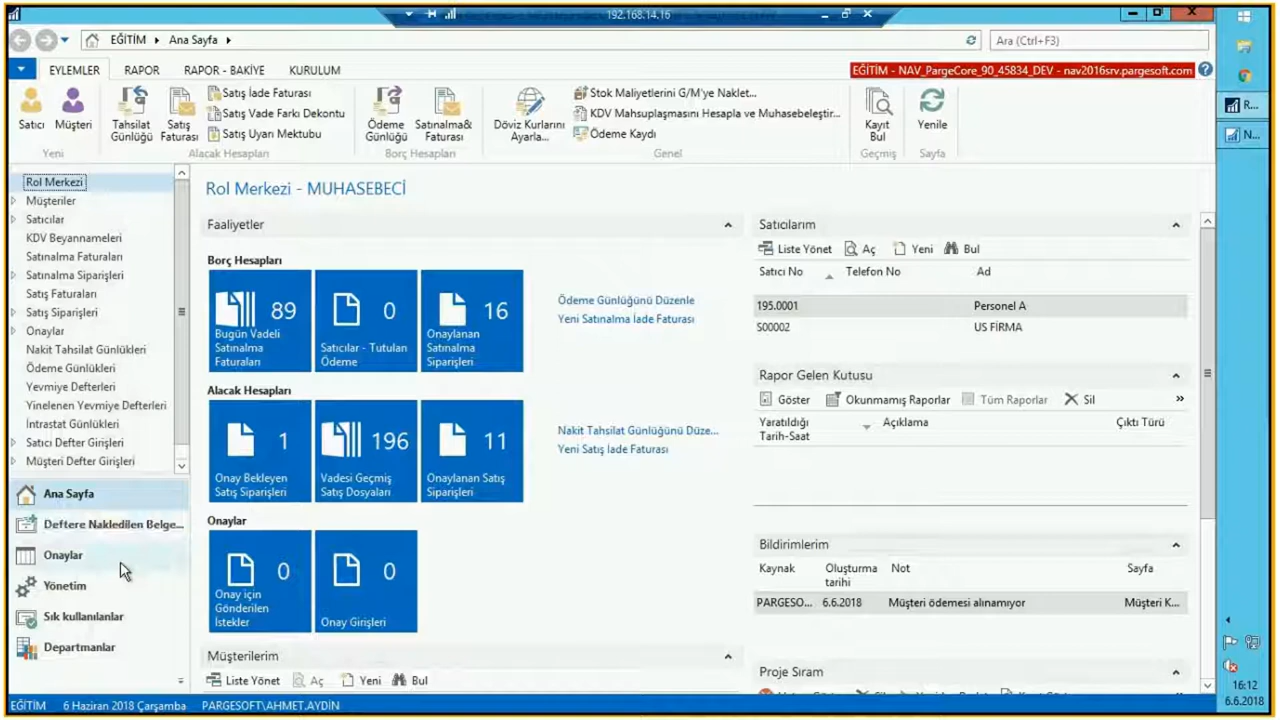 192.168.14.16
EĞİTİM
Ana Sayfa
Ara (Ctrl+F3)
EYLEMLER
RAPOR
RAPOR - BAKİYE
KURULUM
EĞİTİM - NAV_PargeCore_90_45834_DEV - nav2016srv.pargesoft.com
Satıcı
Müşteri
Yeni
Tahsilat
Günlüğü
Satış
Faturası
Satış İade Faturası
Satış Vade Farkı Dekontu
Satış Uyarı Mektubu
Alacak Hesapları
Ödeme
Günlüğü
Satınalma&
Faturası
Borç Hesapları
Döviz Kurlarını
Ayarla...
Stok Maliyetlerini G/M'ye Naklet...
KDV Mahsuplaşmasını Hesapla ve Muhasebeleştir...
Ödeme Kaydı
Genel
Kayıt
Bul
Geçmiş
Yenile
Sayfa
R...
N...
Rol Merkezi
Müşteriler
Satıcılar
KDV Beyannameleri
Satınalma Faturaları
Satınalma Siparişleri
Satış Faturaları
Satış Siparişleri
Onaylar
Nakit Tahsilat Günlükleri
Ödeme Günlükleri
Yevmiye Defterleri
Yinelenen Yevmiye Defterleri
İntrastat Günlükleri
Satıcı Defter Girişleri
Müşteri Defter Girişleri
Ana Sayfa
Deftere Nakledilen Belge...
Onaylar
Yönetim
Sık kullanılanlar
Departmanlar
Rol Merkezi - MUHASEBECİ
Faaliyetler
Borç Hesapları
89
Bugün Vadeli
Satınalma
Faturaları
0
Satıcılar - Tutulan
Ödeme
16
Onaylanan
Satınalma
Siparişleri
Ödeme Günlüğünü Düzenle
Yeni Satınalma İade Faturası
Alacak Hesapları
1
Onay Bekleyen
Satış Siparişleri
196
Vadesi Geçmiş
Satış Dosyaları
11
Onaylanan Satış
Siparişleri
Nakit Tahsilat Günlüğünü Düze...
Yeni Satış İade Faturası
Onaylar
0
Onay için
Gönderilen
İstekler
0
Onay Girişleri
Müşterilerim
Liste Yönet
Aç
Yeni
Bul
Satıcılarım
Liste Yönet
Aç
Yeni
Bul
Satıcı No
Telefon No
Ad
195.0001
Personel A
S00002
US FİRMA
Rapor Gelen Kutusu
Göster
Okunmamış Raporlar
Tüm Raporlar
Sil
»
Yaratıldığı
Tarih-Saat
Açıklama
Çıktı Türü
Bildirimlerim
Kaynak
Oluşturma
tarihi
Not
Sayfa
PARGESO...
6.6.2018
Müşteri ödemesi alınamıyor
Müşteri K...
Proje Sıram
16:12
6.6.2018
EĞİTİM
6 Haziran 2018 Çarşamba
PARGESOFT\AHMET.AYDIN